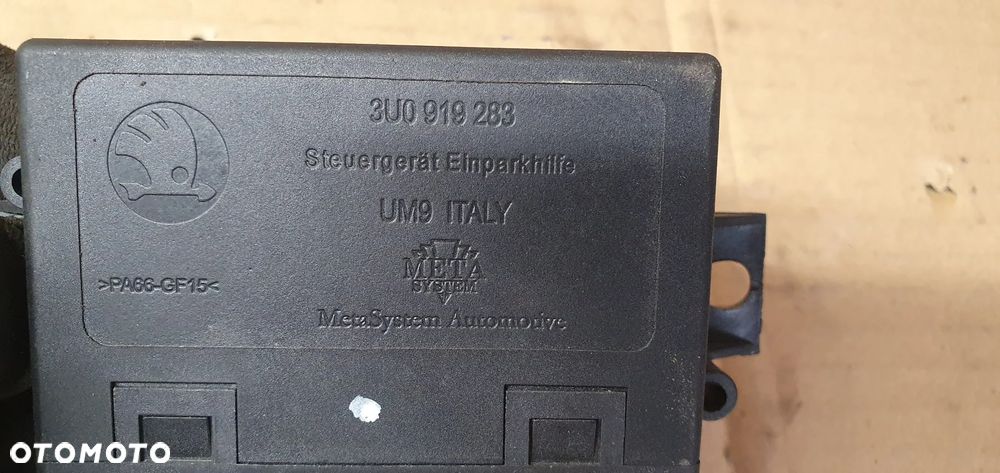 3U0 919 283
Steuergerät Einparkhilfe
UM9 ITALY
META
SYSTEM
>PA66-GF15<
MetaSystem Automotive
OTOMOTO